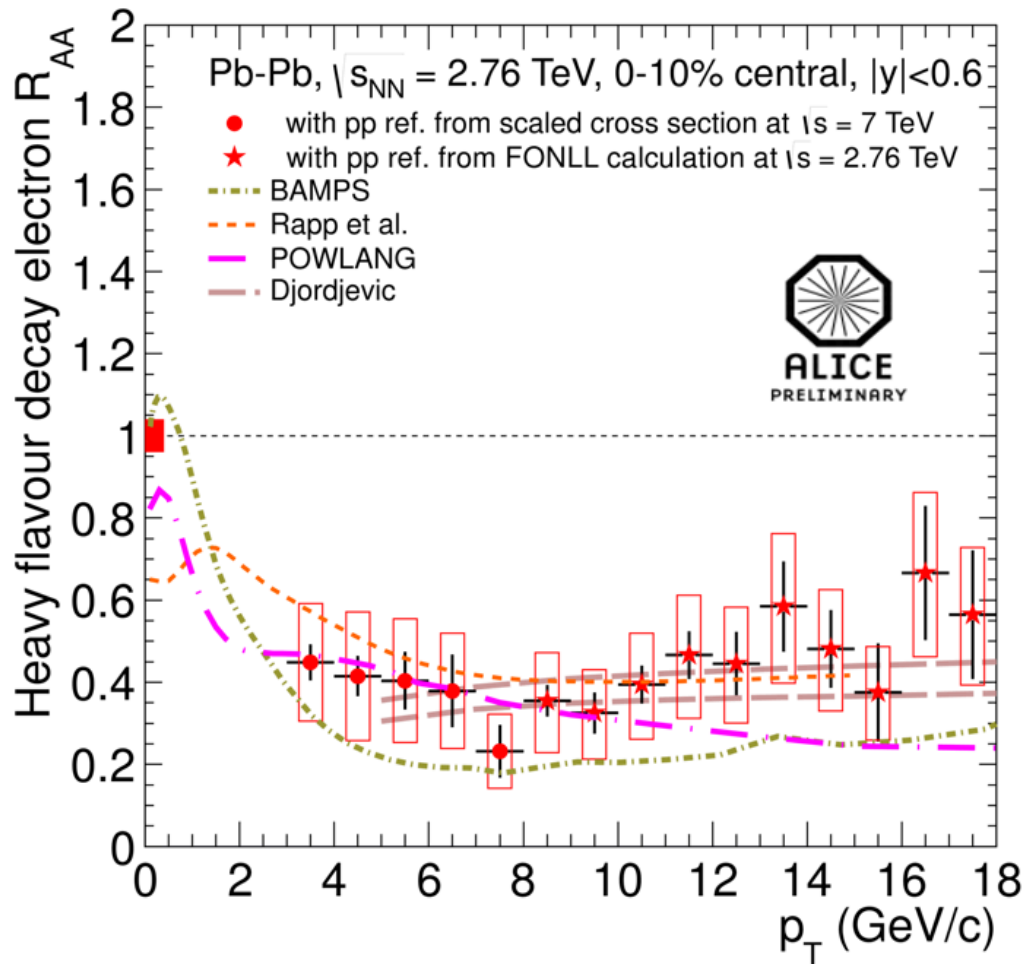 Heavy flavour decay electron R_AA
2
1.8
1.6
1.4
1.2
1
0.8
0.6
0.4
0.2
0
Pb-Pb, √s_NN = 2.76 TeV, 0-10% central, |y|<0.6
with pp ref. from scaled cross section at √s = 7 TeV
with pp ref. from FONLL calculation at √s = 2.76 TeV
BAMPS
Rapp et al.
POWLANG
Djordjevic
ALICE
PRELIMINARY
0 2 4 6 8 10 12 14 16 18
p_T (GeV/c)